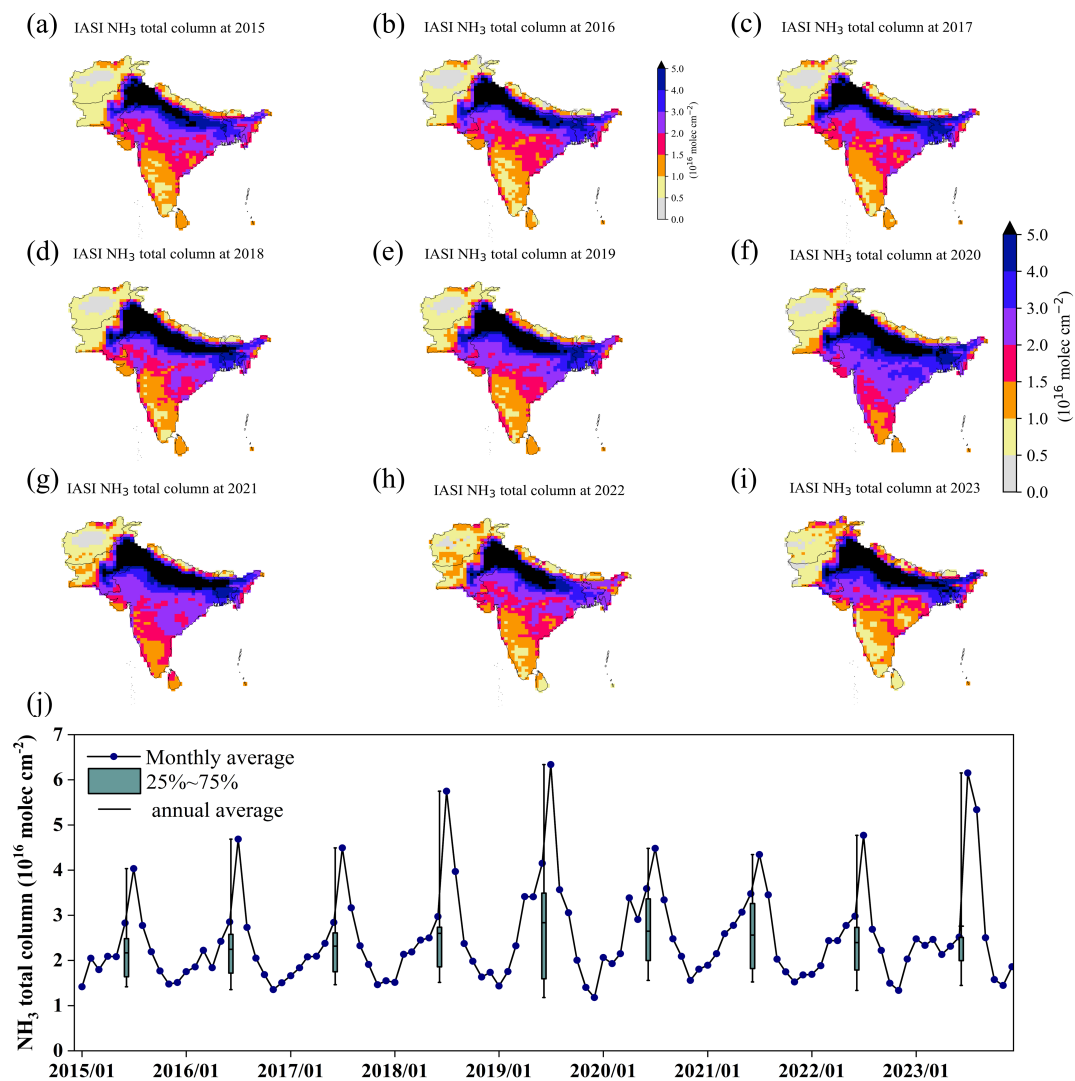 (a)
IASI NH₃ total column at 2015
(b)
IASI NH₃ total column at 2016
5.0
4.0
3.0
2.0
1.5
1.0
0.5
0.0
(10¹⁶ molec cm⁻²)
(c)
IASI NH₃ total column at 2017
(d)
IASI NH₃ total column at 2018
(e)
IASI NH₃ total column at 2019
(f)
IASI NH₃ total column at 2020
5.0
4.0
3.0
2.0
1.5
1.0
0.5
0.0
(10¹⁶ molec cm⁻²)
(g)
IASI NH₃ total column at 2021
(h)
IASI NH₃ total column at 2022
(i)
IASI NH₃ total column at 2023
(j)
NH₃ total column (10¹⁶ molec cm⁻²)
7
6
5
4
3
2
1
0
Monthly average
25%~75%
annual average
2015/01 2016/01 2017/01 2018/01 2019/01 2020/01 2021/01 2022/01 2023/01